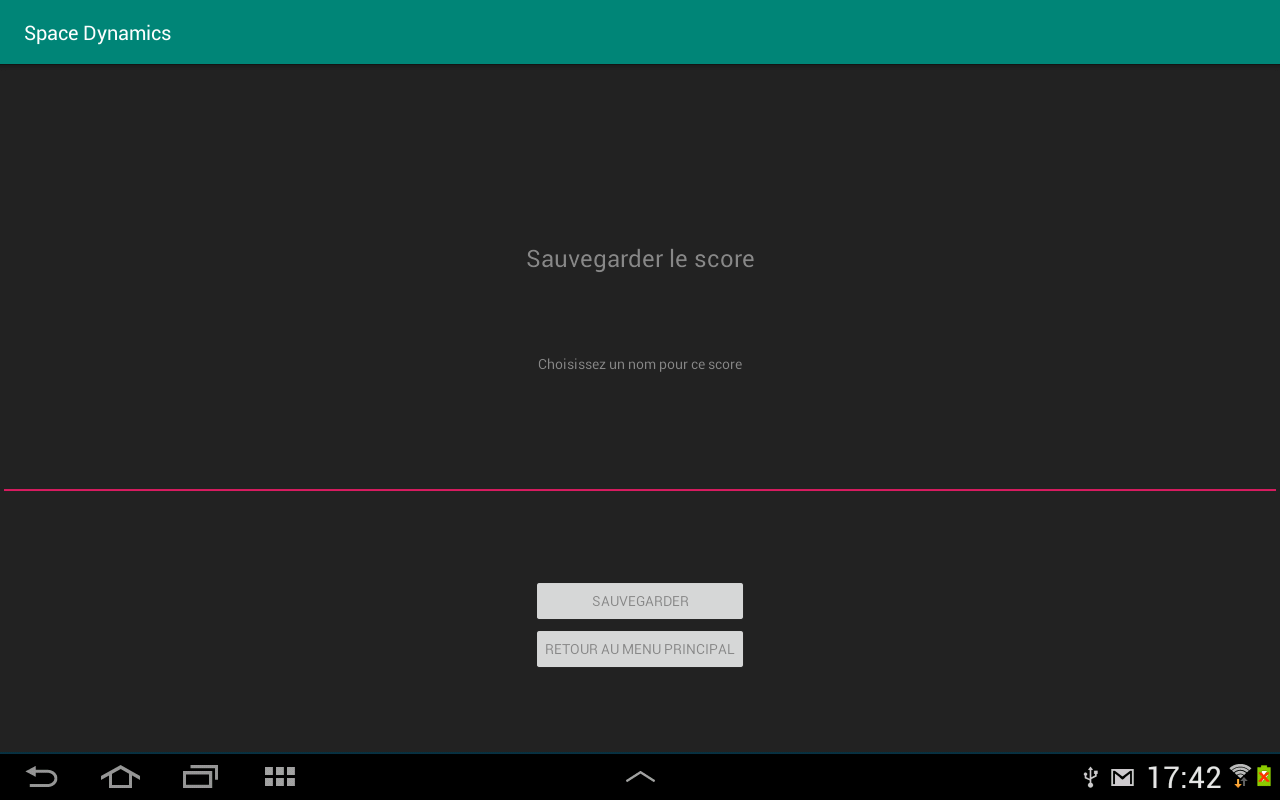 Space Dynamics
Sauvegarder le score
Choisissez un nom pour ce score
SAUVEGARDER
RETOUR AU MENU PRINCIPAL
17:42